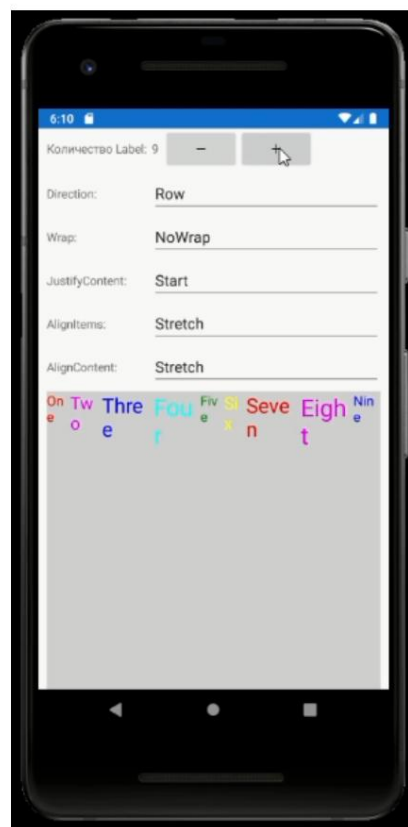 6:10
Количество Label: 9 − +
Direction: Row
Wrap: NoWrap
JustifyContent: Start
AlignItems: Stretch
AlignContent: Stretch
On Tw Thre Fou Fiv Si Seve Eigh Nin
e o e r e x n t e